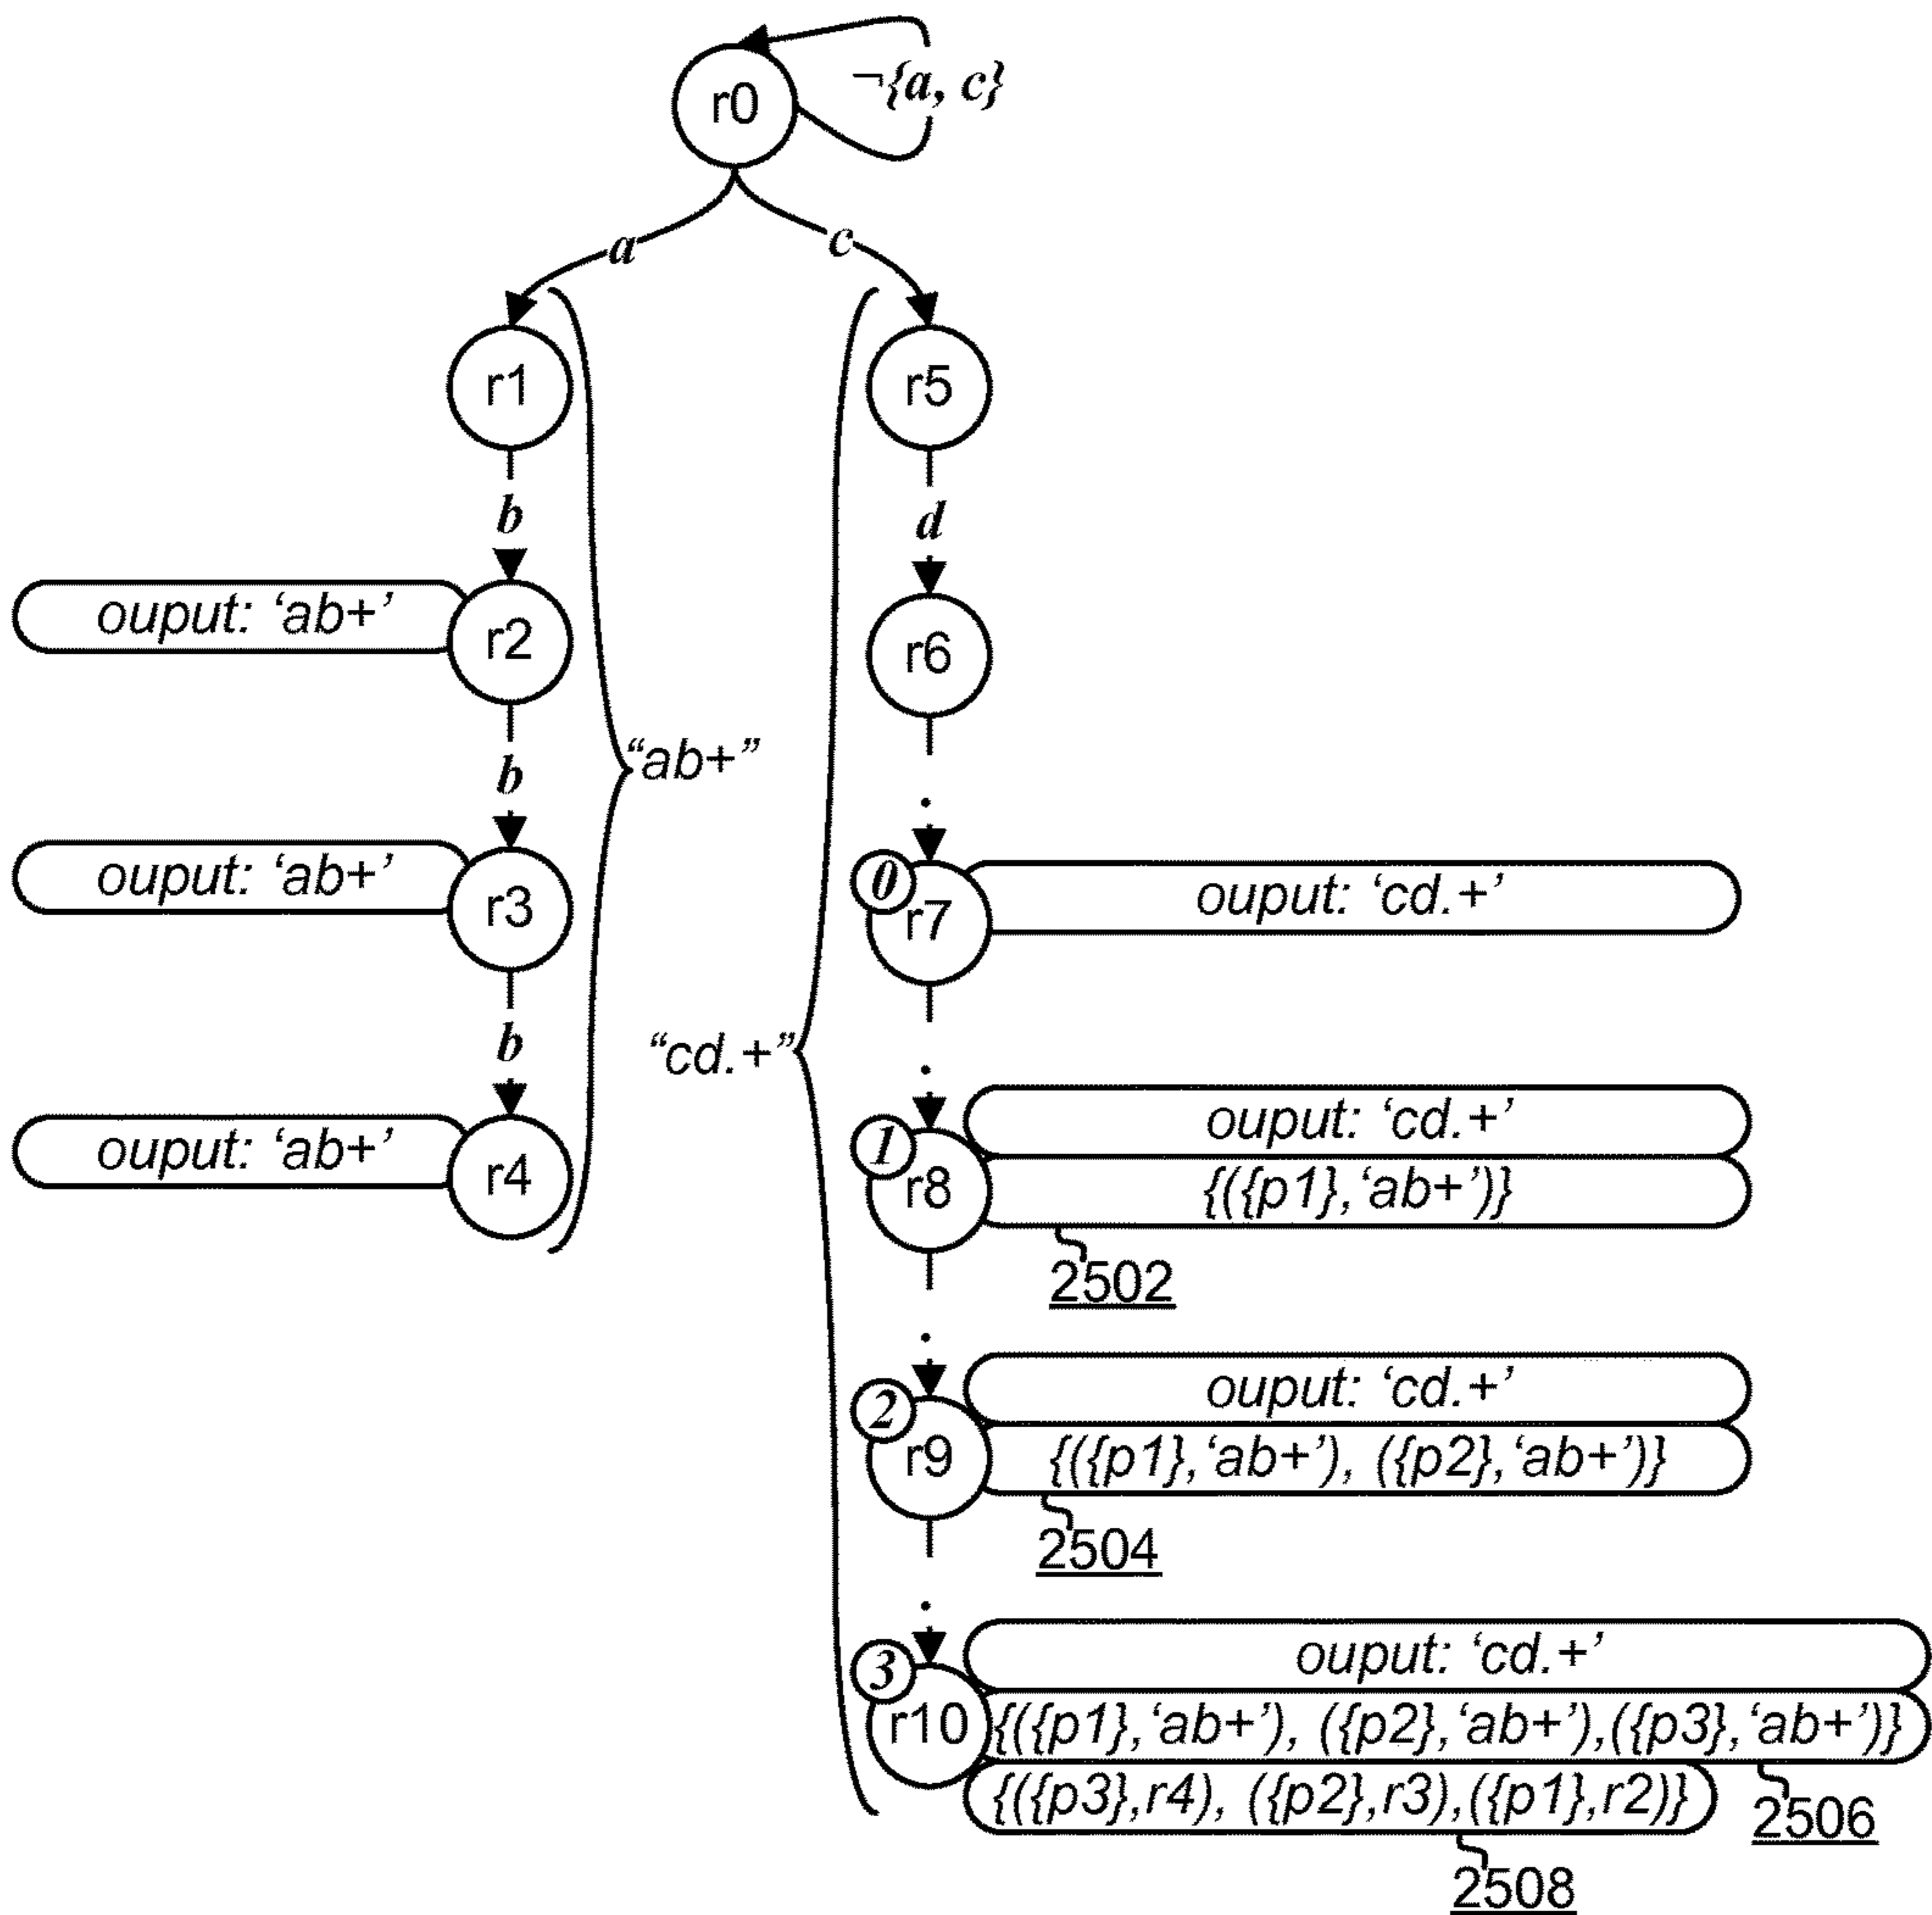 r0
¬{a, c}
a
c
r1
r5
b
d
ouput: ‘ab+’
r2
r6
b
“ab+”
.
ouput: ‘ab+’
r3
0
r7
ouput: ‘cd.+’
b
“cd.+”
.
ouput: ‘ab+’
r4
1
r8
ouput: ‘cd.+’
{({p1},‘ab+’)}
2502
.
2
r9
ouput: ‘cd.+’
{({p1},‘ab+’), ({p2},‘ab+’)}
2504
.
3
r10
ouput: ‘cd.+’
{({p1},‘ab+’), ({p2},‘ab+’),({p3},‘ab+’)}
{({p3},r4), ({p2},r3),({p1},r2)}
2506
2508